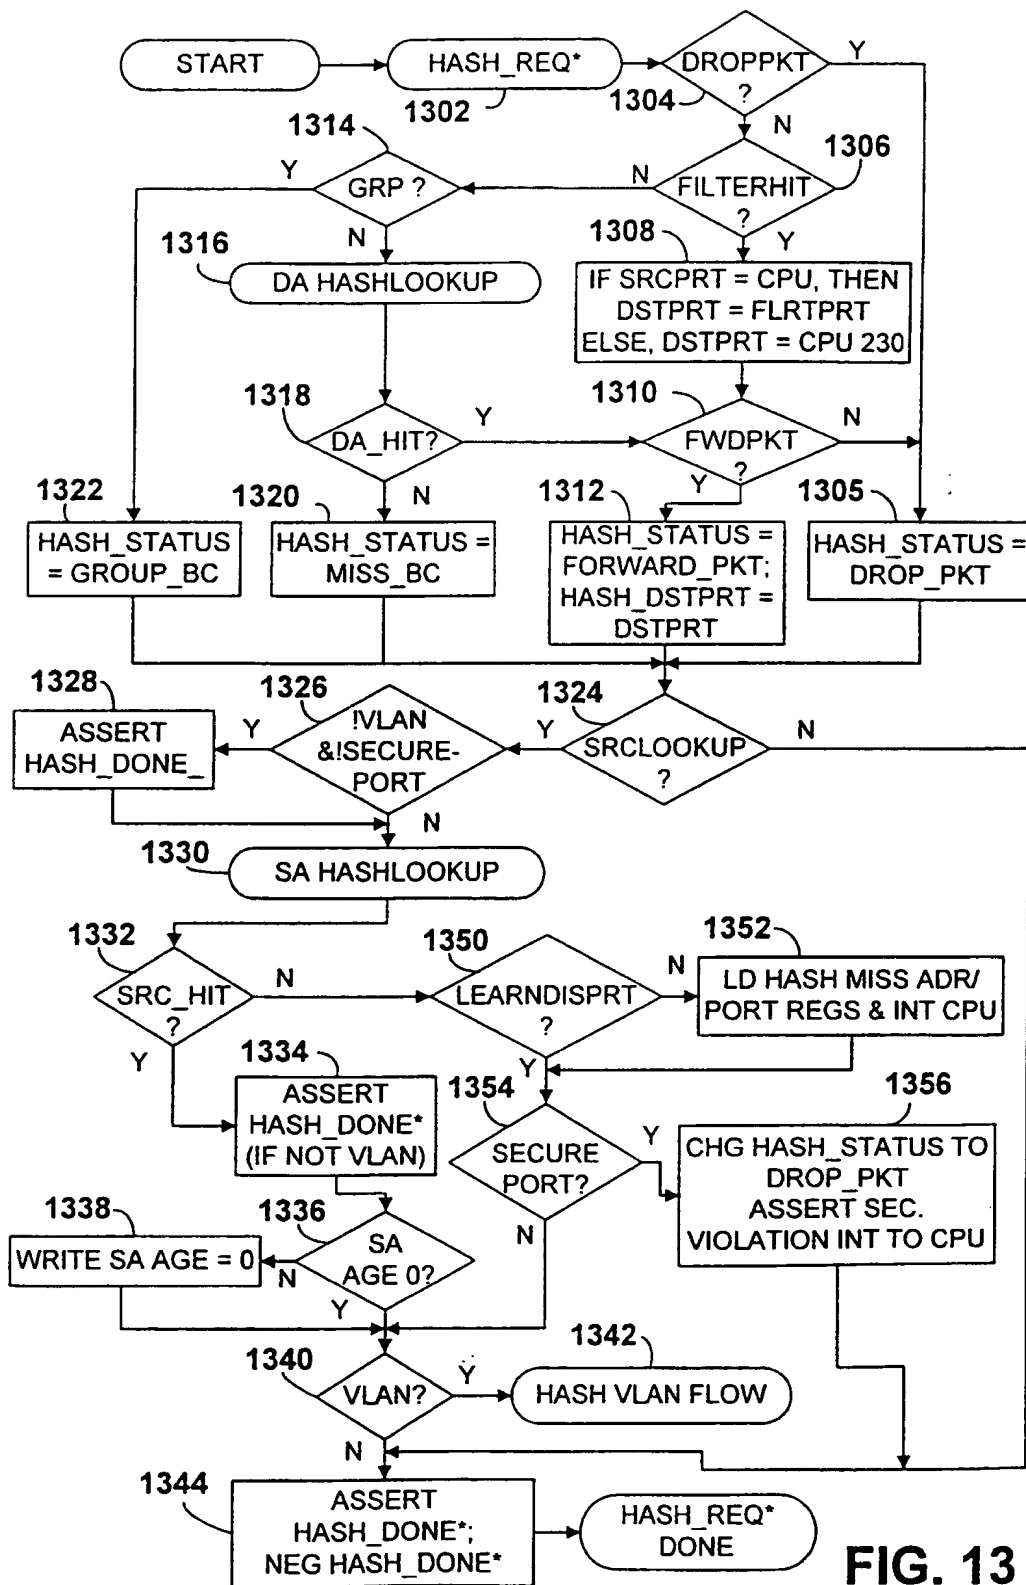 START
HASH_REQ*
1302
DROPPKT
?
1304
Y
N
1314
GRP ?
Y
N
FILTERHIT
?
1306
N
Y
1316
DA HASHLOOKUP
1308
IF SRCPRT = CPU, THEN
DSTPRT = FLRTPRT
ELSE, DSTPRT = CPU 230
1318
DA_HIT?
Y
N
1310
FWDPKT
?
N
Y
1322
HASH_STATUS
= GROUP_BC
1320
HASH_STATUS =
MISS_BC
1312
HASH_STATUS =
FORWARD_PKT;
HASH_DSTPRT =
DSTPRT
1305
HASH_STATUS =
DROP_PKT
1328
ASSERT
HASH_DONE_
1326
!VLAN
&!SECURE-
PORT
Y
N
1324
SRCLOOKUP
?
Y
N
1330
SA HASHLOOKUP
1332
SRC_HIT
?
N
Y
1350
LEARNDISPRT
?
N
Y
1352
LD HASH MISS ADR/
PORT REGS & INT CPU
1334
ASSERT
HASH_DONE*
(IF NOT VLAN)
1354
SECURE
PORT?
Y
N
1356
CHG HASH_STATUS TO
DROP_PKT
ASSERT SEC.
VIOLATION INT TO CPU
1338
WRITE SA AGE = 0
1336
SA
AGE 0?
N
Y
1340
VLAN?
Y
N
1342
HASH VLAN FLOW
1344
ASSERT
HASH_DONE*;
NEG HASH_DONE*
HASH_REQ*
DONE
FIG. 13